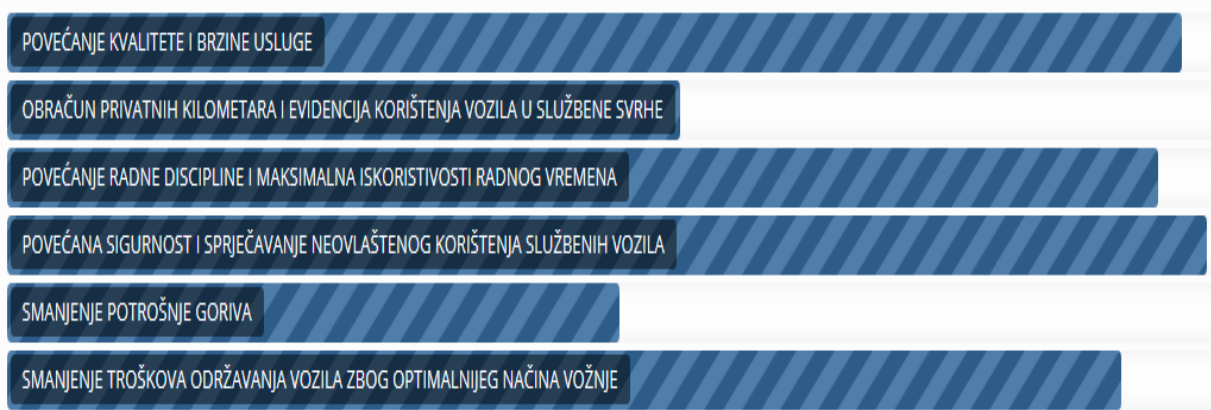 POVEĆANJE KVALITETE I BRZINE USLUGE
OBRAČUN PRIVATNIH KILOMETARA I EVIDENCIJA KORIŠTENJA VOZILA U SLUŽBENE SVRHE
POVEĆANJE RADNE DISCIPLINE I MAKSIMALNA ISKORISTIVOSTI RADNOG VREMENA
POVEĆANA SIGURNOST I SPRJEČAVANJE NEOVLAŠTENOG KORIŠTENJA SLUŽBENIH VOZILA
SMANJENJE POTROŠNJE GORIVA
SMANJENJE TROŠKOVA ODRŽAVANJA VOZILA ZBOG OPTIMALNIJEG NAČINA VOŽNJE